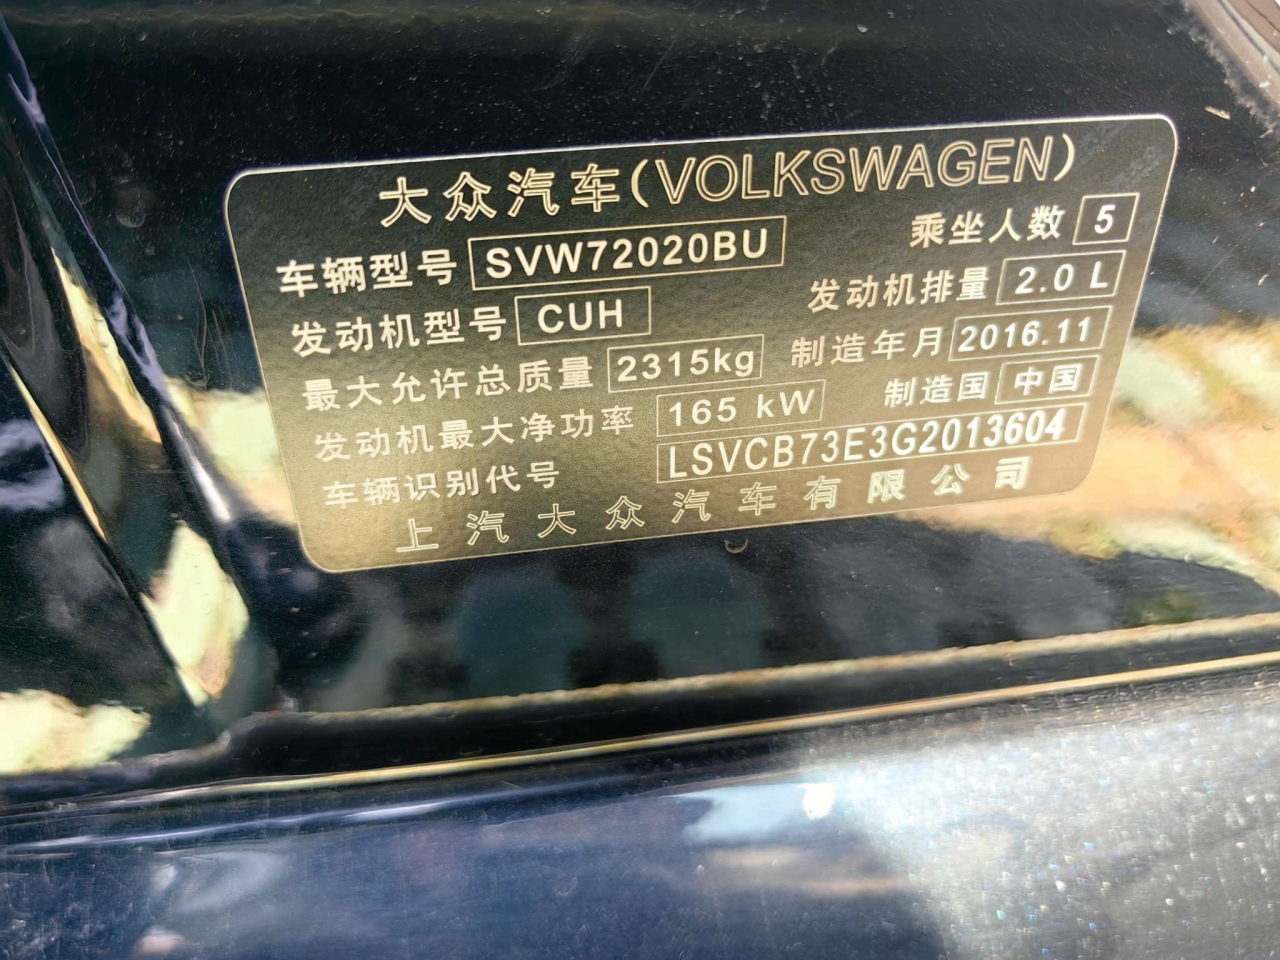 大众汽车(VOLKSWAGEN)
车辆型号 SVW72020BU 乘坐人数 5
发动机型号 CUH 发动机排量 2.0 L
最大允许总质量 2315kg 制造年月 2016.11
发动机最大净功率 165 kW 制造国 中国
车辆识别代号 LSVCB73E3G2013604
上汽大众汽车有限公司